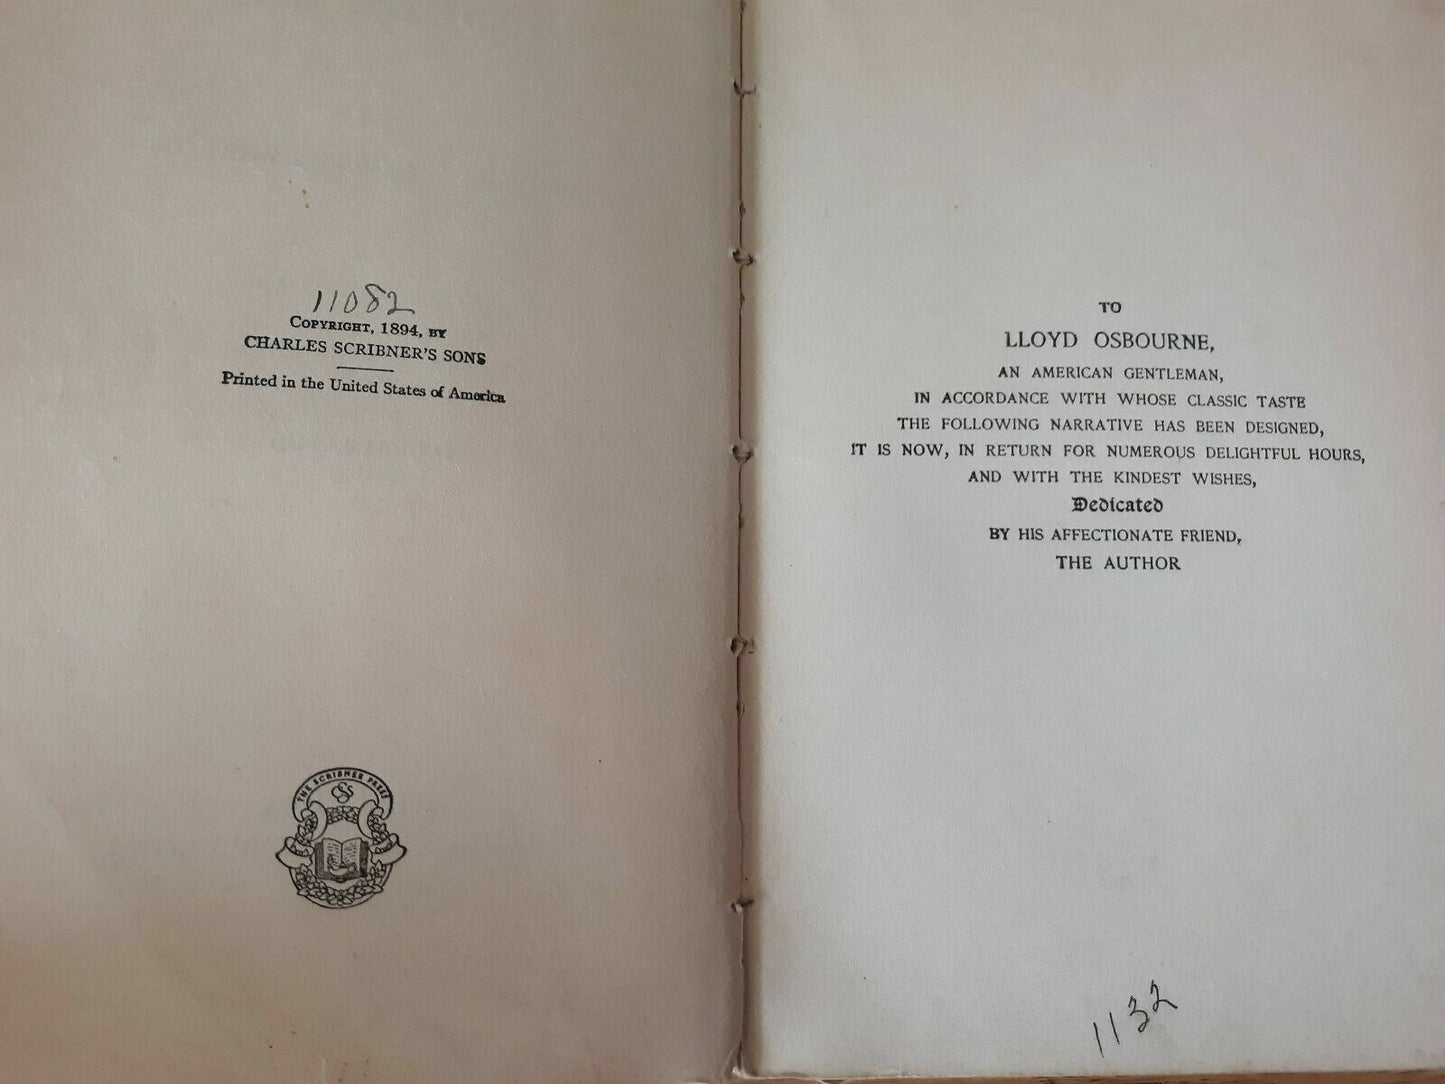 11082
COPYRIGHT, 1894, BY
CHARLES SCRIBNER'S SONS
Printed in the United States of America
THE SCRIBNER PRESS
CSS
TO
LLOYD OSBOURNE,
AN AMERICAN GENTLEMAN,
IN ACCORDANCE WITH WHOSE CLASSIC TASTE
THE FOLLOWING NARRATIVE HAS BEEN DESIGNED,
IT IS NOW, IN RETURN FOR NUMEROUS DELIGHTFUL HOURS,
AND WITH THE KINDEST WISHES,
Dedicated
BY HIS AFFECTIONATE FRIEND,
THE AUTHOR
1132